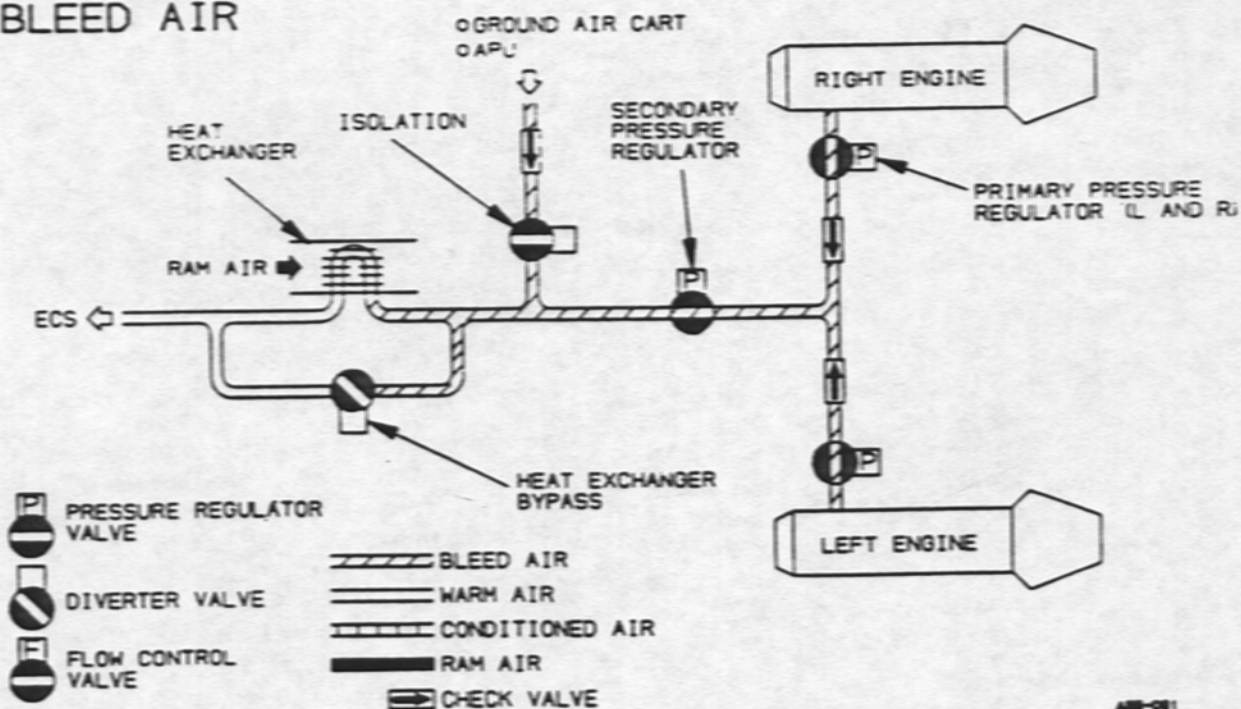 BLEED AIR
○GROUND AIR CART
○APU
RIGHT ENGINE
SECONDARY
PRESSURE
REGULATOR
ISOLATION
HEAT
EXCHANGER
P
PRIMARY PRESSURE
REGULATOR (L AND R)
RAM AIR
P
ECS
P
HEAT EXCHANGER
BYPASS
LEFT ENGINE
P
PRESSURE REGULATOR
VALVE
DIVERTER VALVE
F
FLOW CONTROL
VALVE
BLEED AIR
WARM AIR
CONDITIONED AIR
RAM AIR
CHECK VALVE